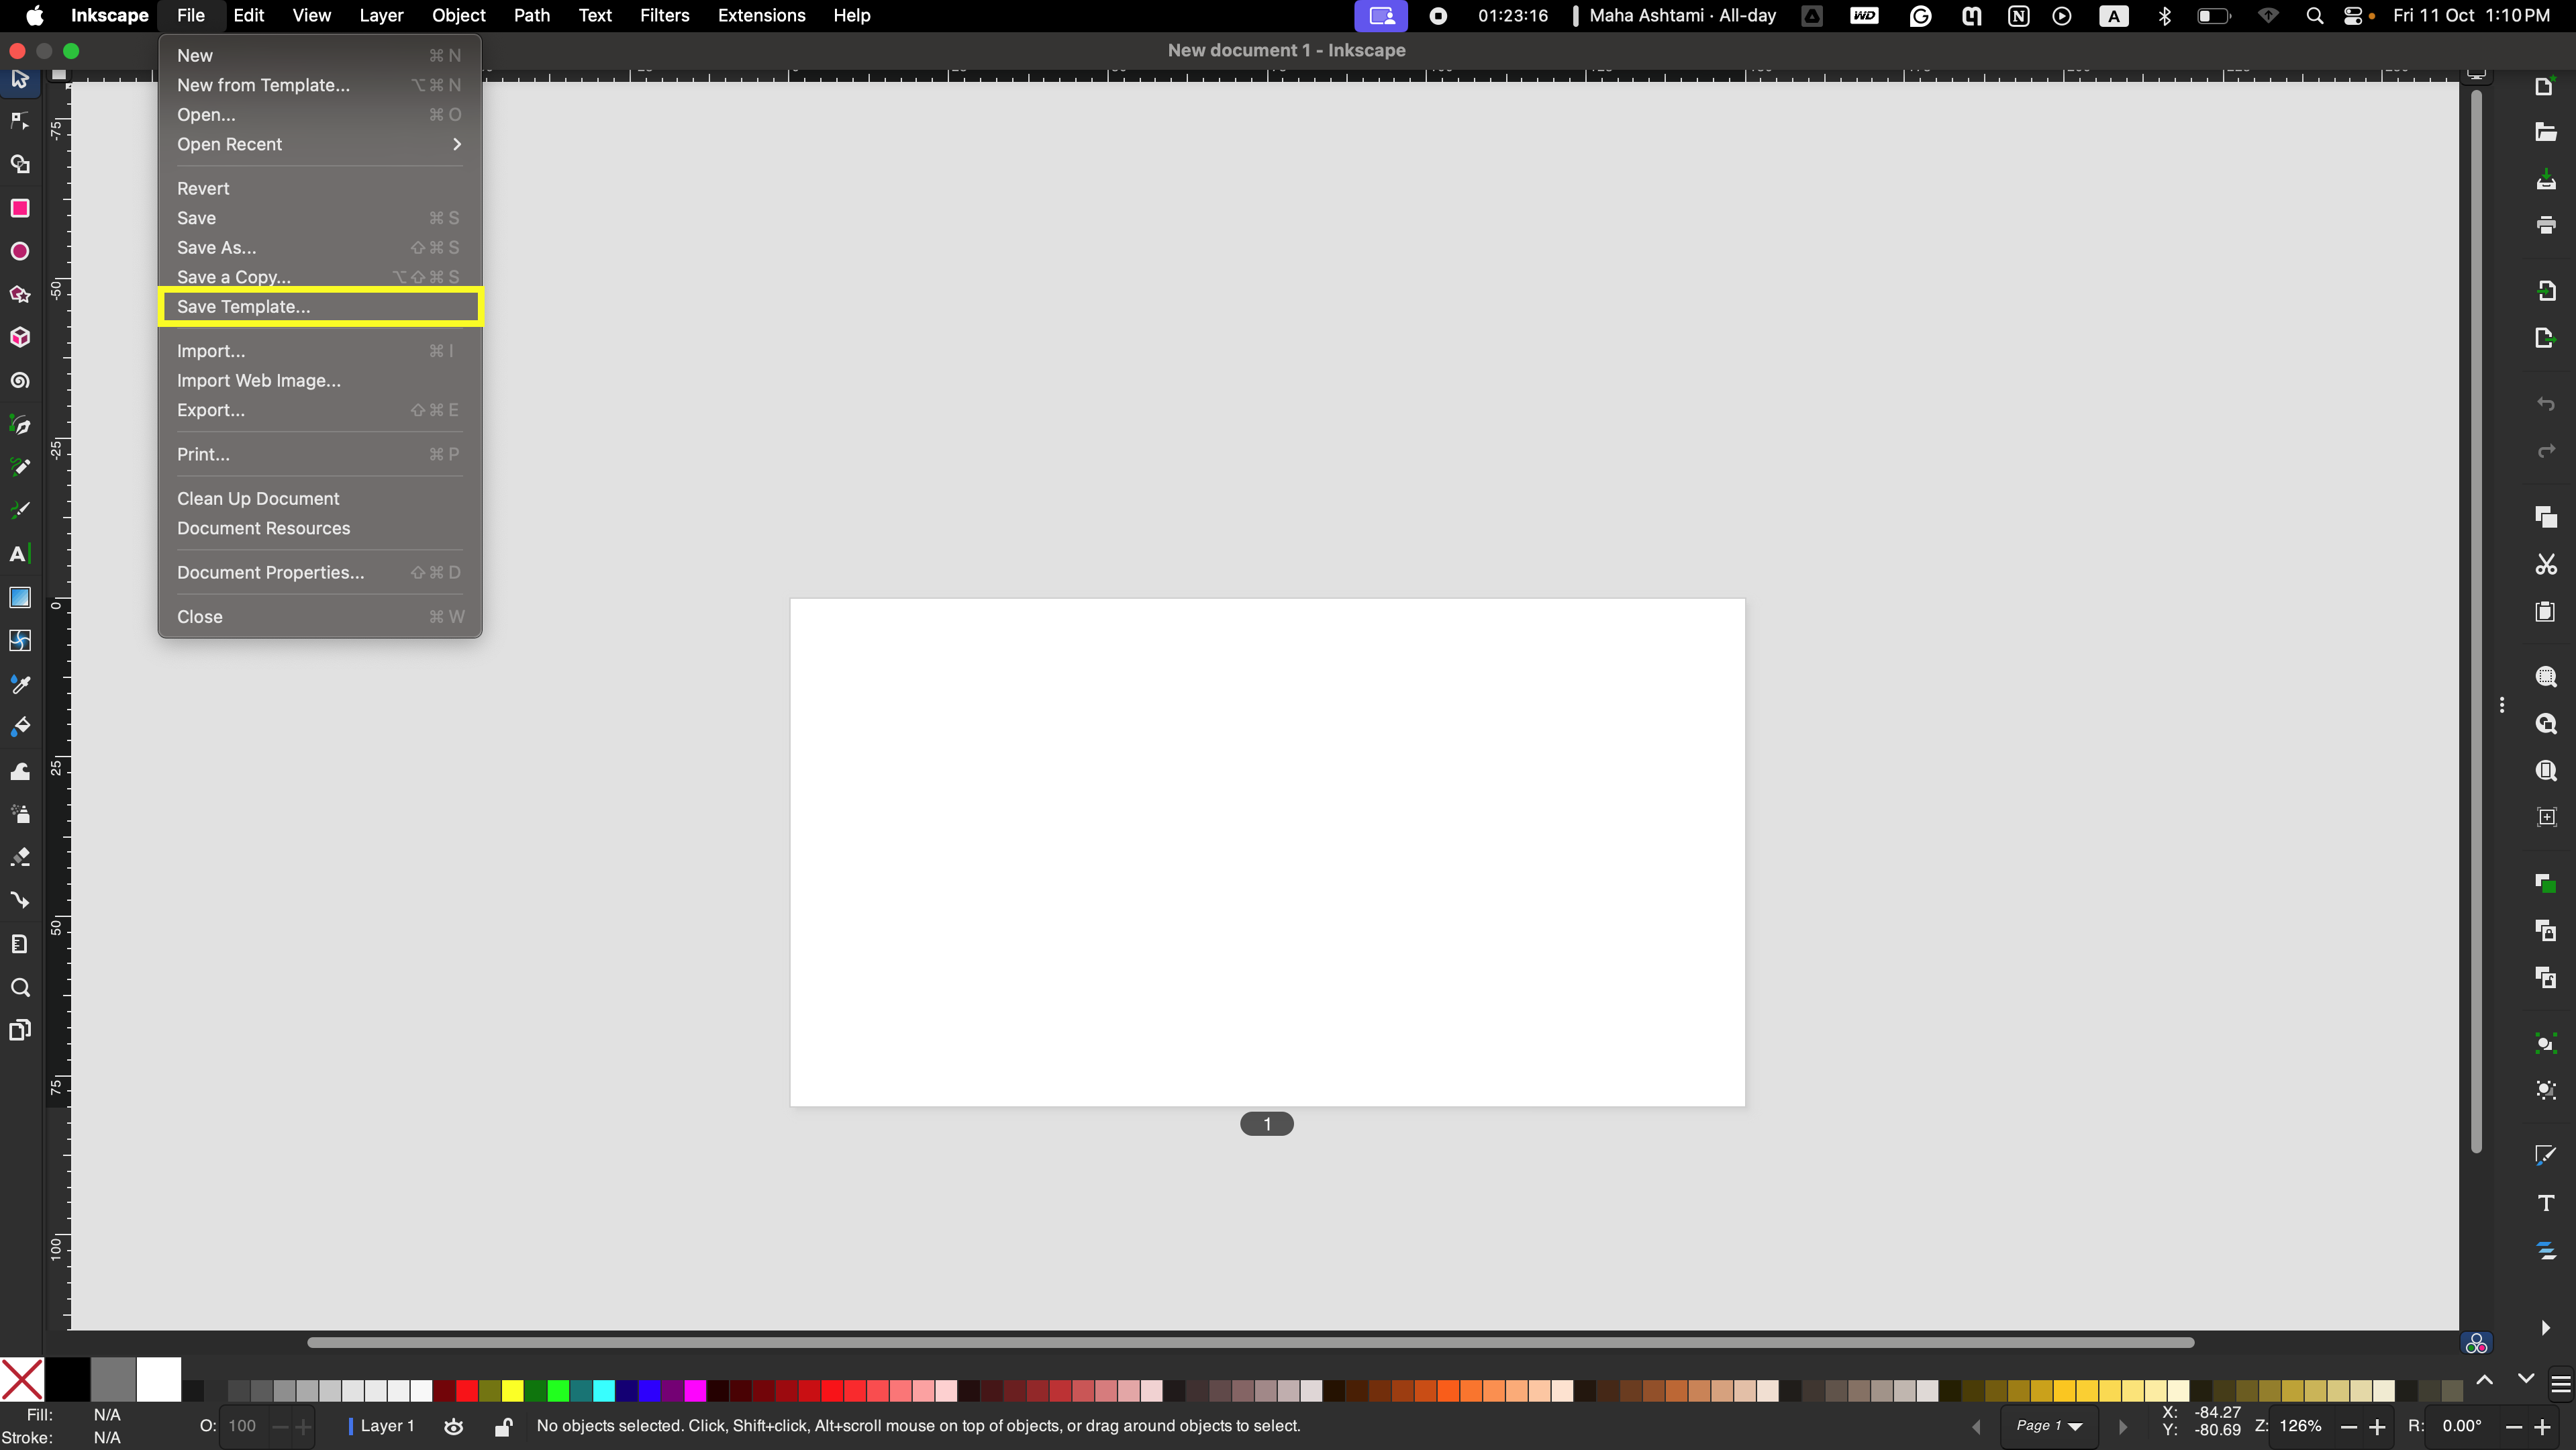 Inkscape File Edit View Layer Object Path Text Filters Extensions Help 01:23:16 Maha Ashtami · All-day WD A Fri 11 Oct 1:10 PM
New document 1 - Inkscape
New ⌘ N
New from Template... ⌥ ⌘ N
Open... ⌘ O
Open Recent
Revert
Save ⌘ S
Save As... ⇧ ⌘ S
Save a Copy... ⌥ ⇧ ⌘ S
Save Template...
Import... ⌘ I
Import Web Image...
Export... ⇧ ⌘ E
Print... ⌘ P
Clean Up Document
Document Resources
Document Properties... ⇧ ⌘ D
Close ⌘ W
-75
-50
-25
0
25
50
75
100
1
Fill: N/A
Stroke: N/A
O: 100
Layer 1
No objects selected. Click, Shift+click, Alt+scroll mouse on top of objects, or drag around objects to select.
Page 1
X: -84.27
Y: -80.69
Z: 126%
R: 0.00°